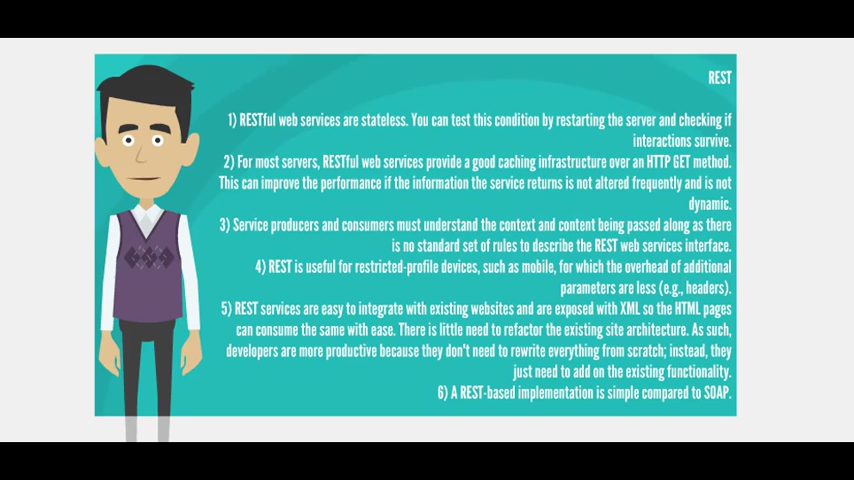 REST
1) RESTful web services are stateless. You can test this condition by restarting the server and checking if
interactions survive.
2) For most servers, RESTful web services provide a good caching infrastructure over an HTTP GET method.
This can improve the performance if the information the service returns is not altered frequently and is not
dynamic.
3) Service producers and consumers must understand the context and content being passed along as there
is no standard set of rules to describe the REST web services interface.
4) REST is useful for restricted-profile devices, such as mobile, for which the overhead of additional
parameters are less (e.g., headers).
5) REST services are easy to integrate with existing websites and are exposed with XML so the HTML pages
can consume the same with ease. There is little need to refactor the existing site architecture. As such,
developers are more productive because they don't need to rewrite everything from scratch; instead, they
just need to add on the existing functionality.
6) A REST-based implementation is simple compared to SOAP.